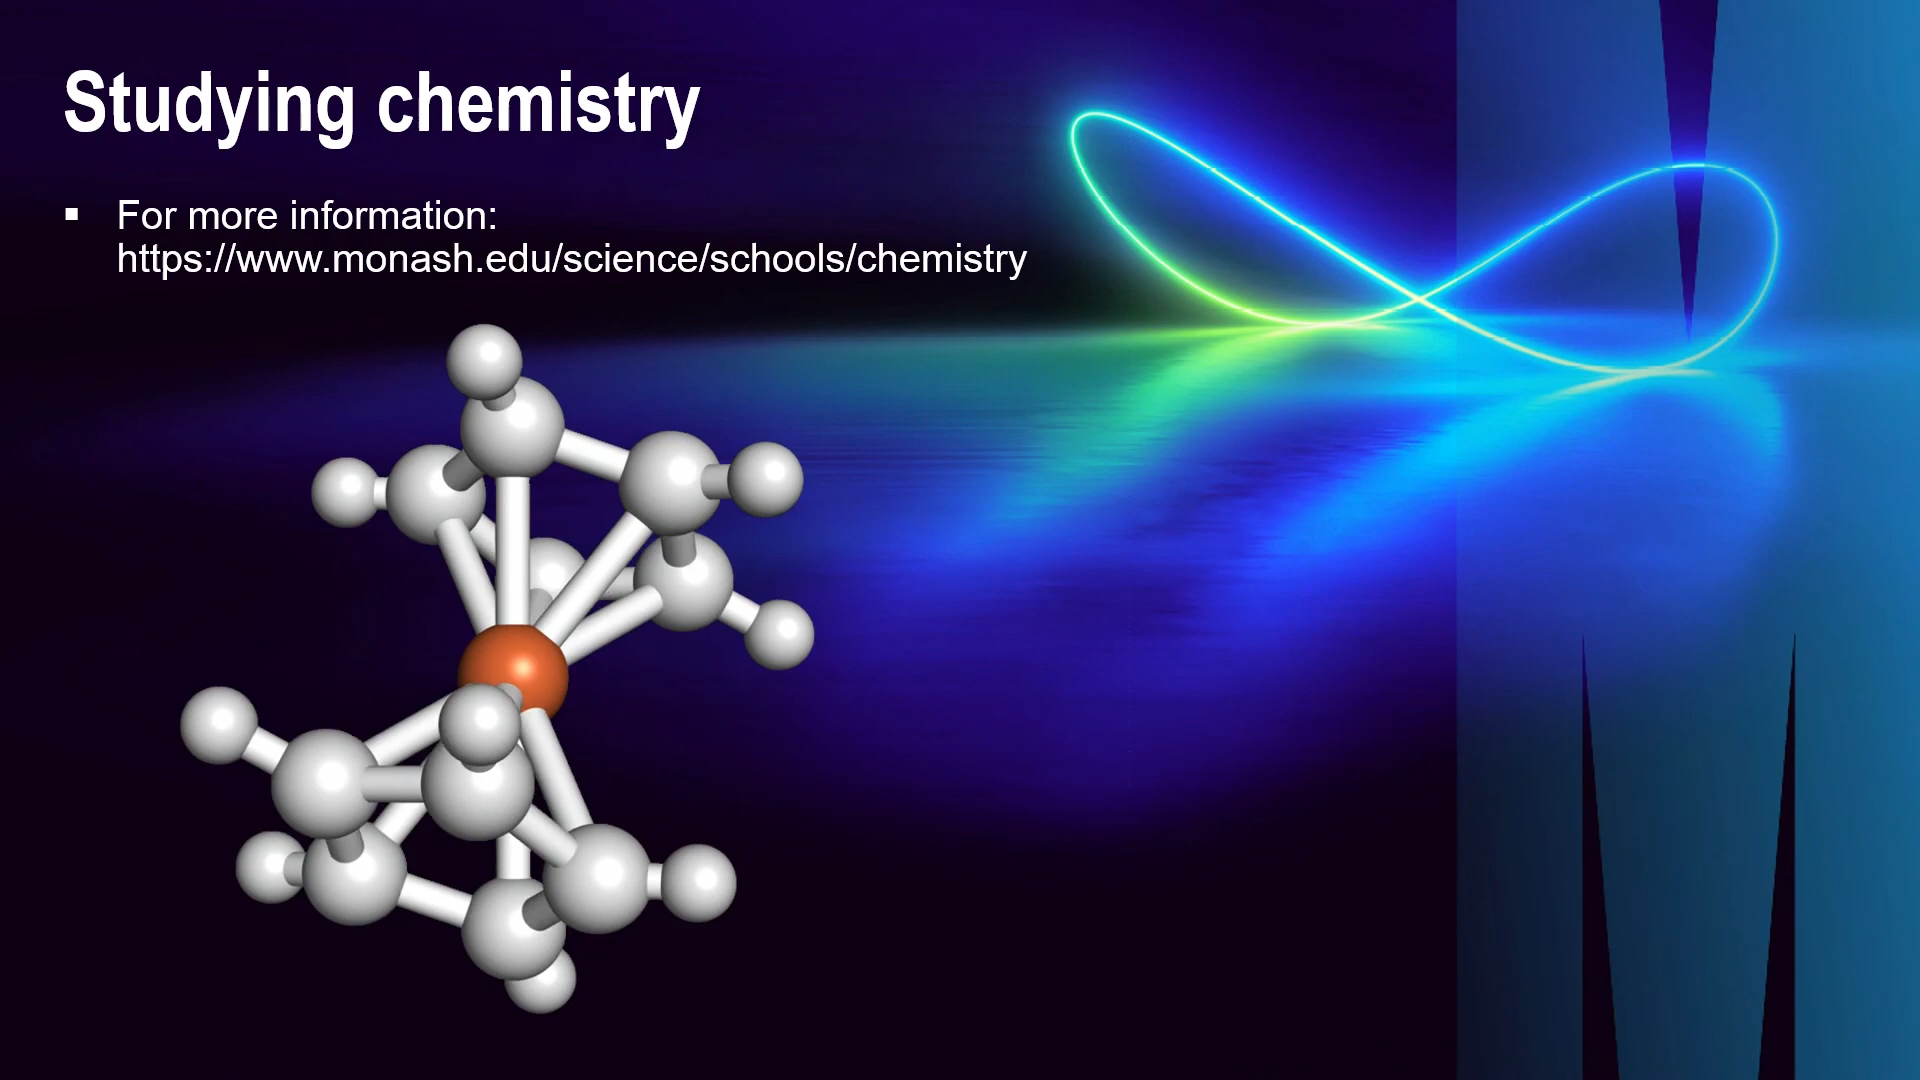 Studying chemistry
▪ For more information:
https://www.monash.edu/science/schools/chemistry